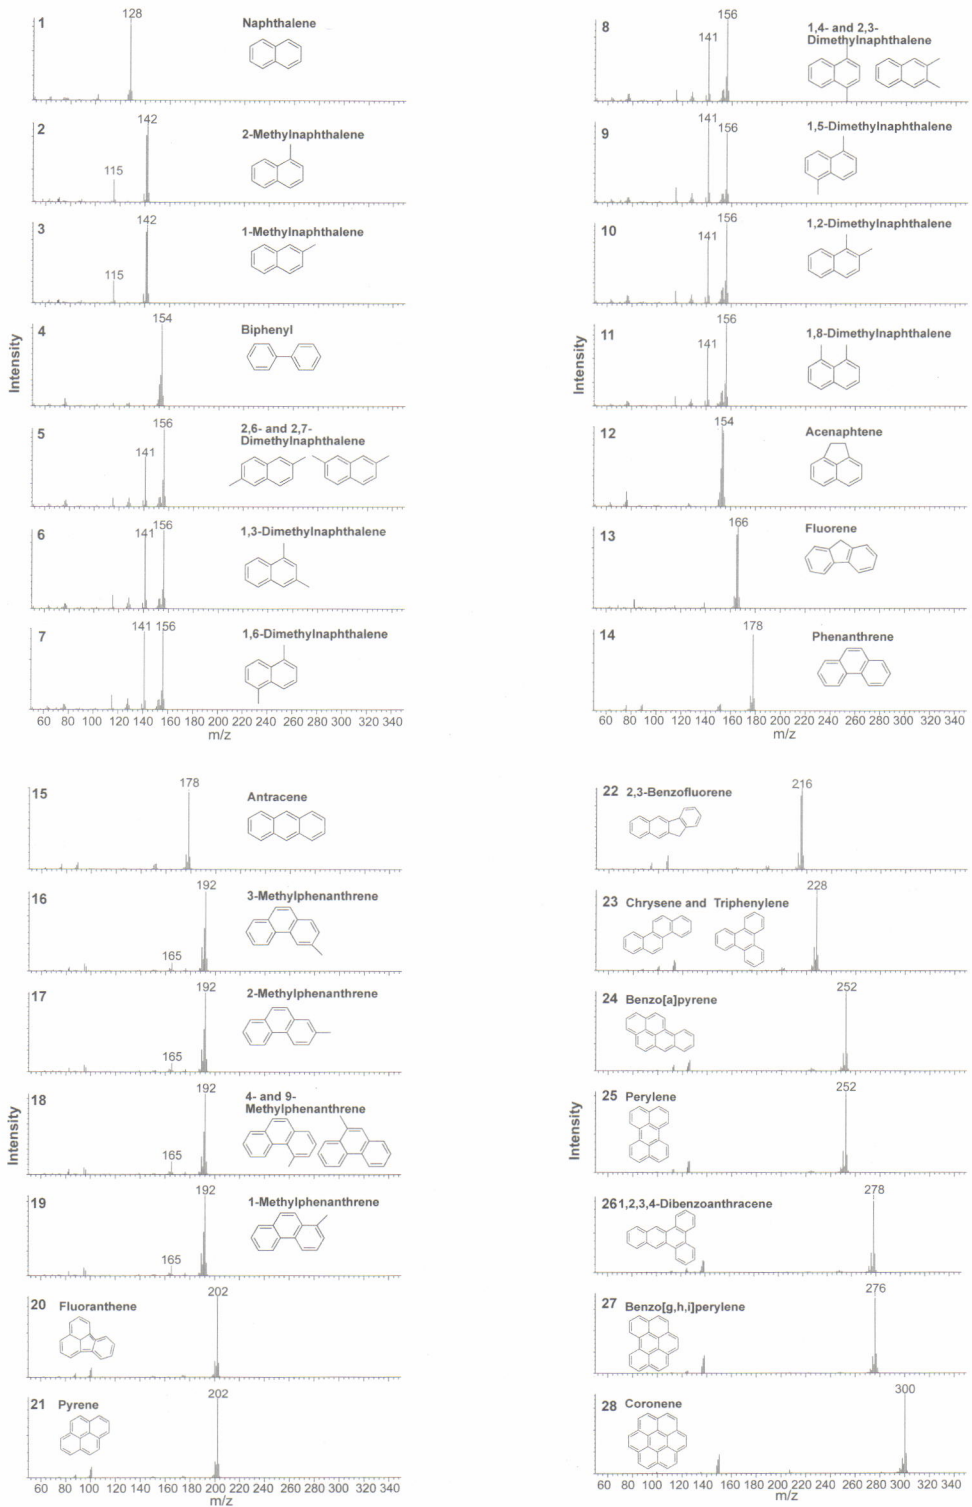 1
128
Naphthalene
2
142
115
2-Methylnaphthalene
3
142
115
1-Methylnaphthalene
4
154
Biphenyl
5
156
141
2,6- and 2,7-
Dimethylnaphthalene
6
156
141
1,3-Dimethylnaphthalene
7
141 156
1,6-Dimethylnaphthalene
Intensity
60 80 100 120 140 160 180 200 220 240 260 280 300 320 340
m/z
8
156
141
1,4- and 2,3-
Dimethylnaphthalene
9
141
156
1,5-Dimethylnaphthalene
10
156
141
1,2-Dimethylnaphthalene
11
156
141
1,8-Dimethylnaphthalene
12
154
Acenaphtene
13
166
Fluorene
14
178
Phenanthrene
Intensity
60 80 100 120 140 160 180 200 220 240 260 280 300 320 340
m/z
15
178
Antracene
16
192
165
3-Methylphenanthrene
17
192
165
2-Methylphenanthrene
18
192
165
4- and 9-
Methylphenanthrene
19
192
165
1-Methylphenanthrene
20
Fluoranthene
202
21
Pyrene
202
Intensity
60 80 100 120 140 160 180 200 220 240 260 280 300 320 340
m/z
22 2,3-Benzofluorene
216
23 Chrysene and Triphenylene
228
24 Benzo[a]pyrene
252
25 Perylene
252
26 1,2,3,4-Dibenzoanthracene
278
27 Benzo[g,h,i]perylene
276
28 Coronene
300
Intensity
60 80 100 120 140 160 180 200 220 240 260 280 300 320 340
m/z